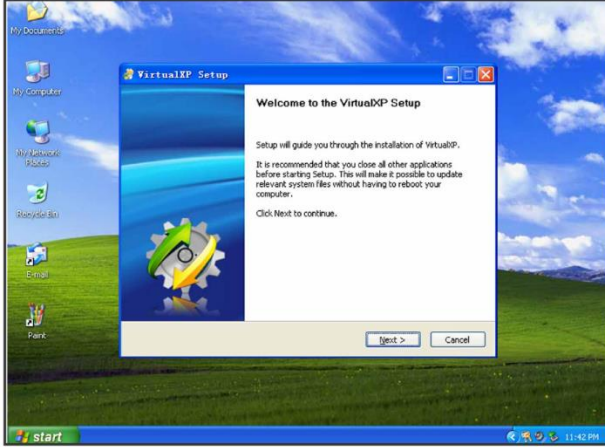 My Documents
My Computer
My Network
Places
Recycle Bin
E-mail
Paint
VirtualXP Setup
Welcome to the VirtualXP Setup
Setup will guide you through the installation of VirtualXP.
It is recommended that you close all other applications
before starting Setup. This will make it possible to update
relevant system files without having to reboot your
computer.
Click Next to continue.
Next >
Cancel
start
11:42 PM